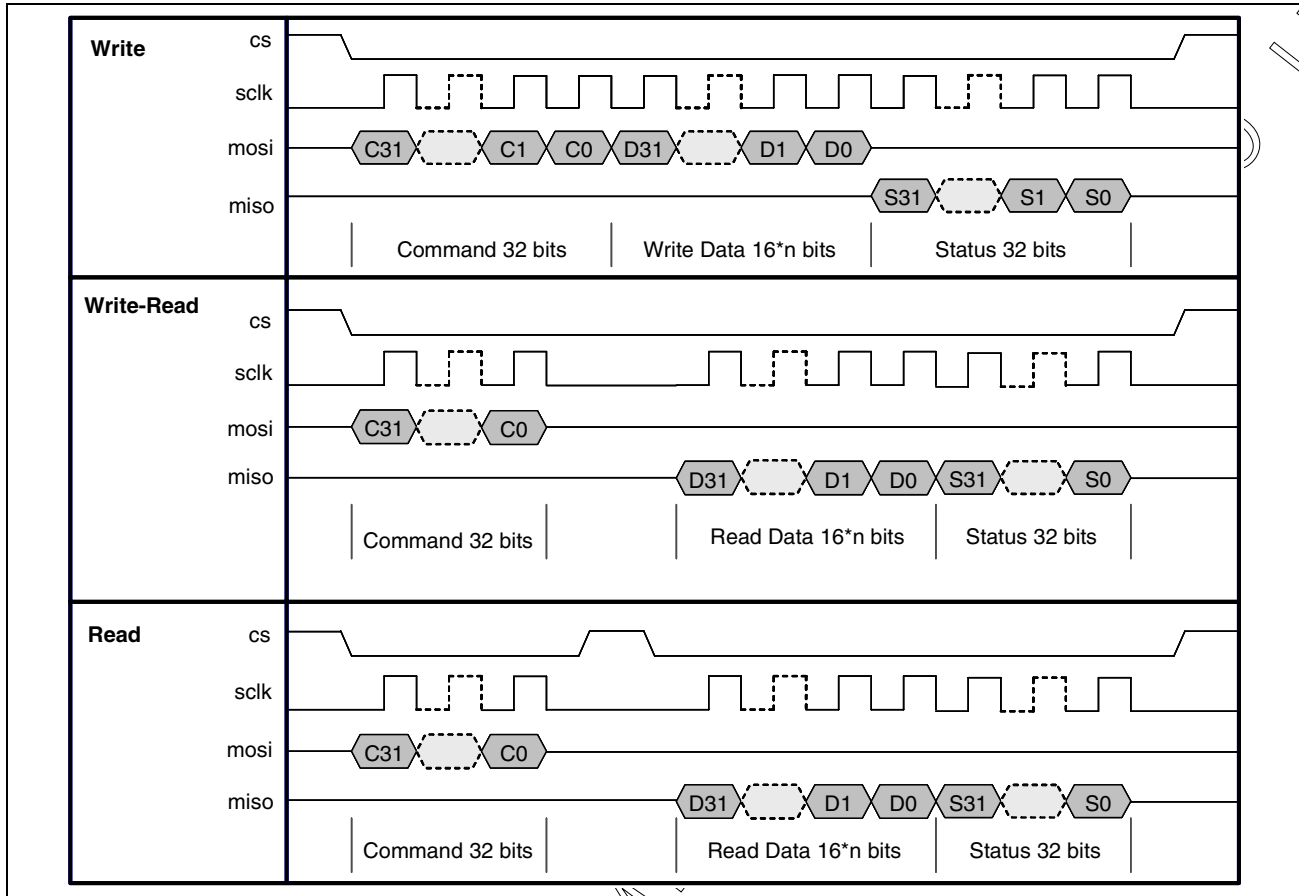 Write
cs
sclk
mosi C31 C1 C0 D31 D1 D0
miso S31 S1 S0
Command 32 bits Write Data 16*n bits Status 32 bits
Write-Read
cs
sclk
mosi C31 C0
miso D31 D1 D0 S31 S0
Command 32 bits Read Data 16*n bits Status 32 bits
Read
cs
sclk
mosi C31 C0
miso D31 D1 D0 S31 S0
Command 32 bits Read Data 16*n bits Status 32 bits